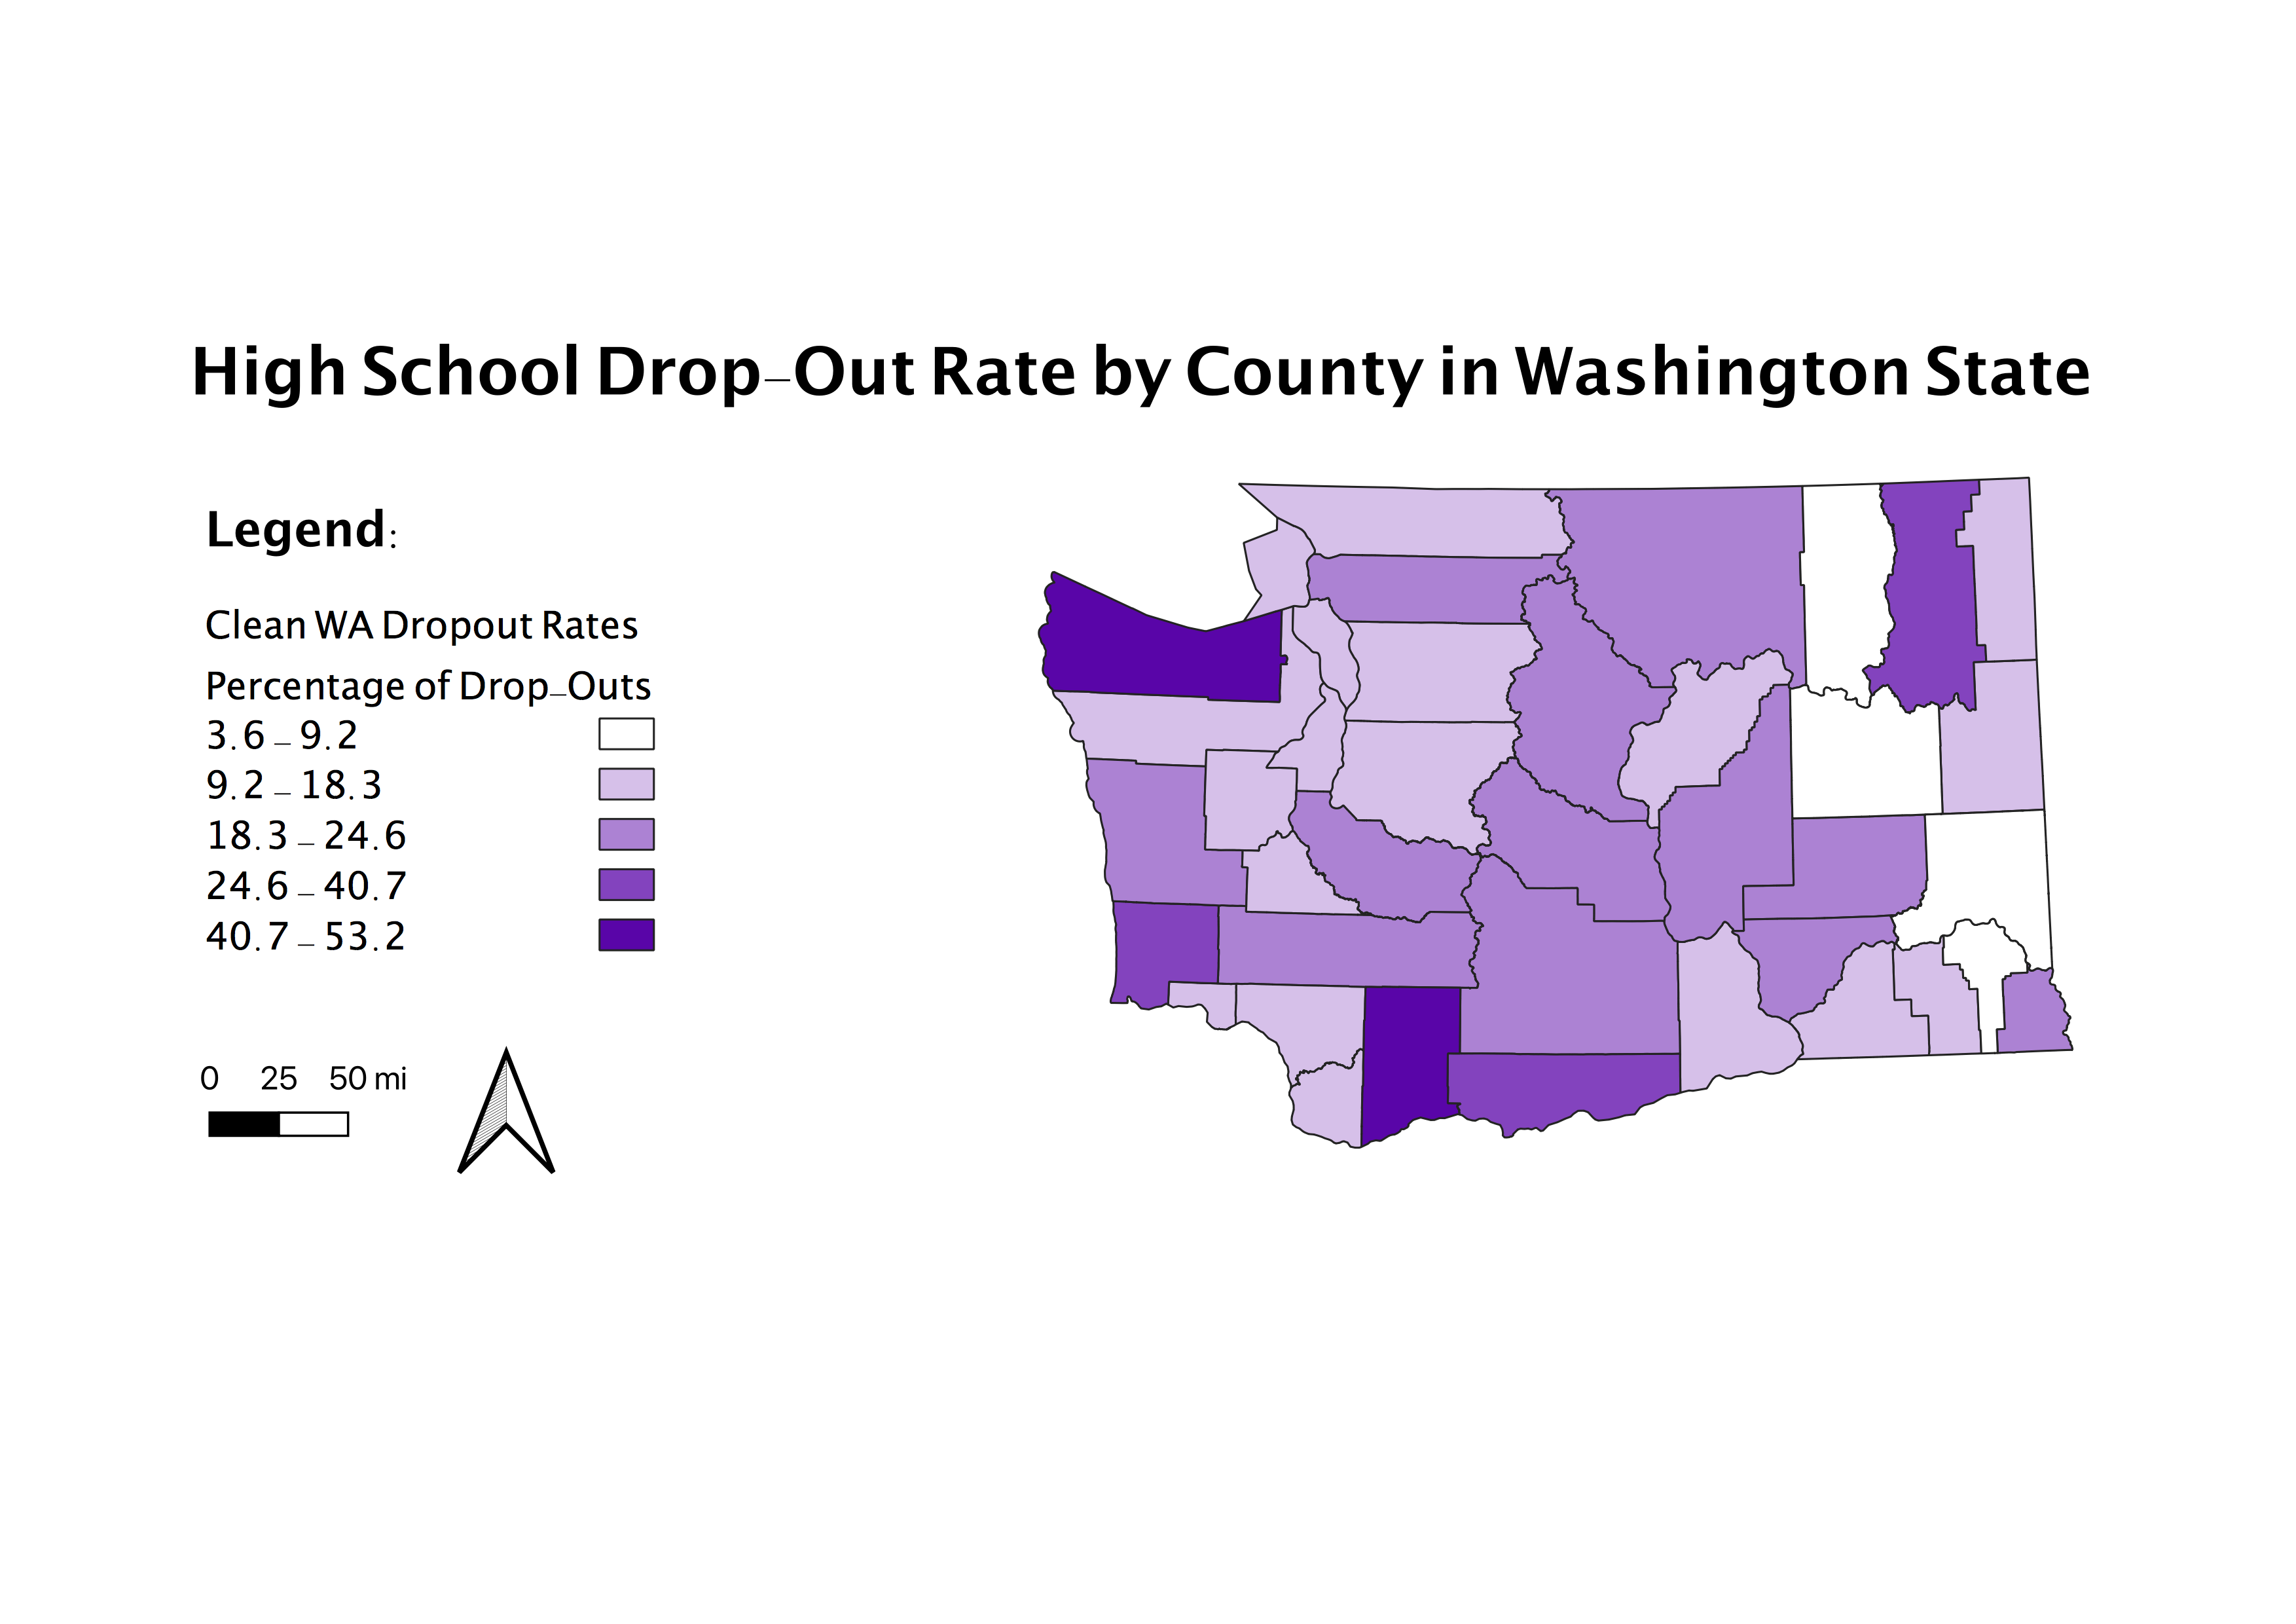 High School Drop-Out Rate by County in Washington State
Legend:
Clean WA Dropout Rates
Percentage of Drop-Outs
3.6 - 9.2
9.2 - 18.3
18.3 - 24.6
24.6 - 40.7
40.7 - 53.2
0 25 50 mi